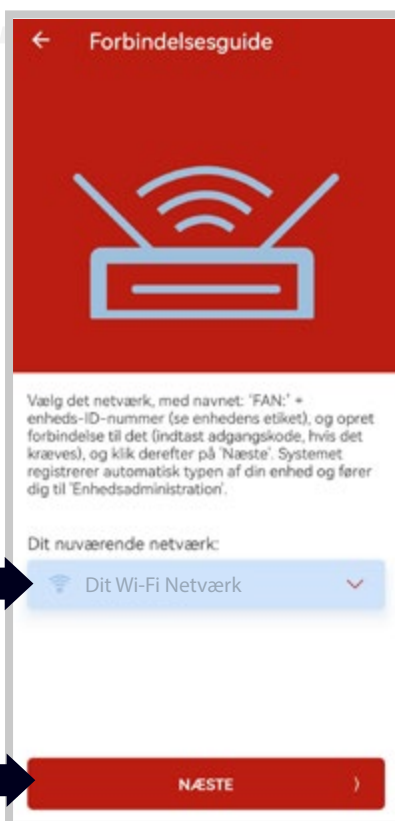 Forbindelsesguide
Vælg det netværk, med navnet: 'FAN:' +
enheds-ID-nummer (se enhedens etiket), og opret
forbindelse til det (indtast adgangskode, hvis det
kræves), og klik derefter på 'Næste'. Systemet
registrerer automatisk typen af din enhed og fører
dig til 'Enhedsadministration'.
Dit nuværende netværk:
Dit Wi-Fi Netværk
NÆSTE